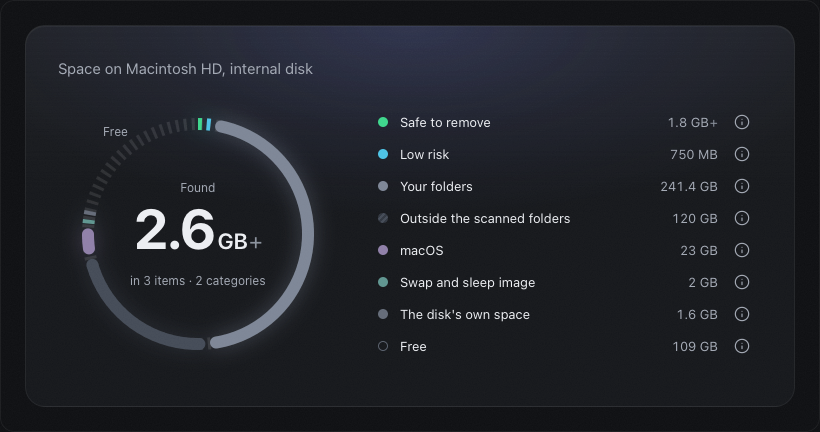 Space on Macintosh HD, internal disk
Free
Found
2.6 GB+
in 3 items · 2 categories
Safe to remove 1.8 GB+
Low risk 750 MB
Your folders 241.4 GB
Outside the scanned folders 120 GB
macOS 23 GB
Swap and sleep image 2 GB
The disk's own space 1.6 GB
Free 109 GB